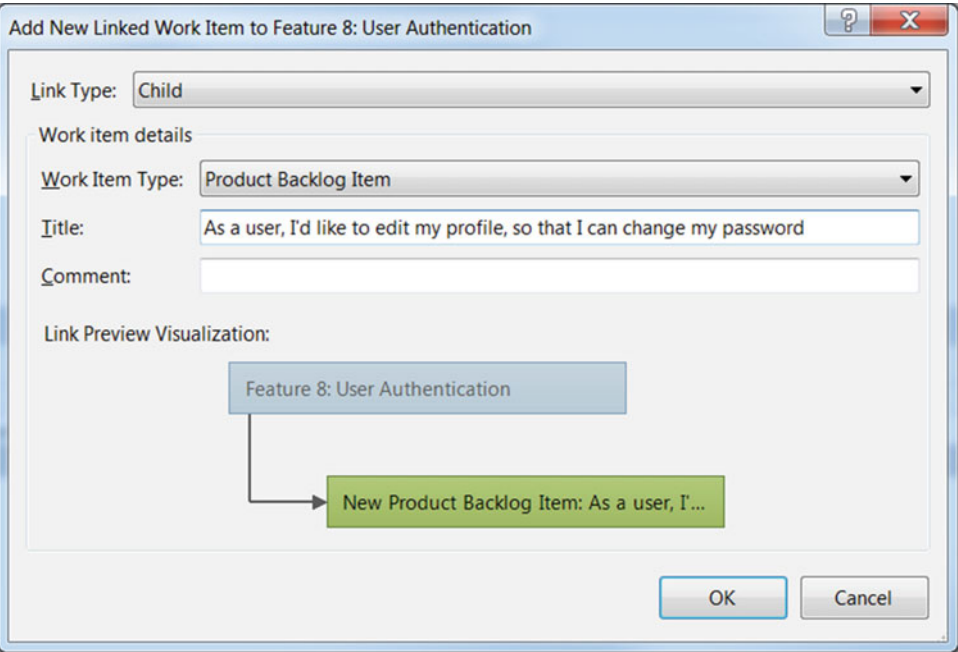 Add New Linked Work Item to Feature 8: User Authentication
Link Type: Child
Work item details
Work Item Type: Product Backlog Item
Title: As a user, I'd like to edit my profile, so that I can change my password
Comment:
Link Preview Visualization:
Feature 8: User Authentication
New Product Backlog Item: As a user, I'...
OK Cancel